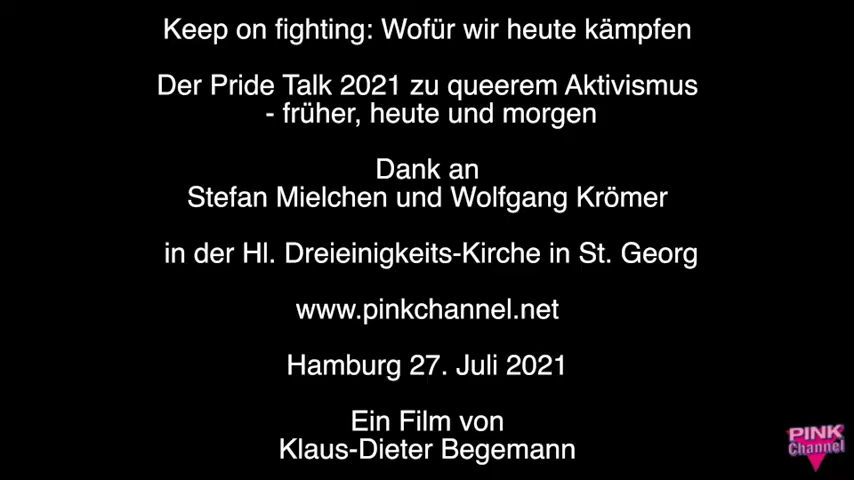 Keep on fighting: Wofür wir heute kämpfen
Der Pride Talk 2021 zu queerem Aktivismus
- früher, heute und morgen
Dank an
Stefan Mielchen und Wolfgang Krömer
in der Hl. Dreieinigkeits-Kirche in St. Georg
www.pinkchannel.net
Hamburg 27. Juli 2021
Ein Film von
Klaus-Dieter Begemann
PINK
Channel